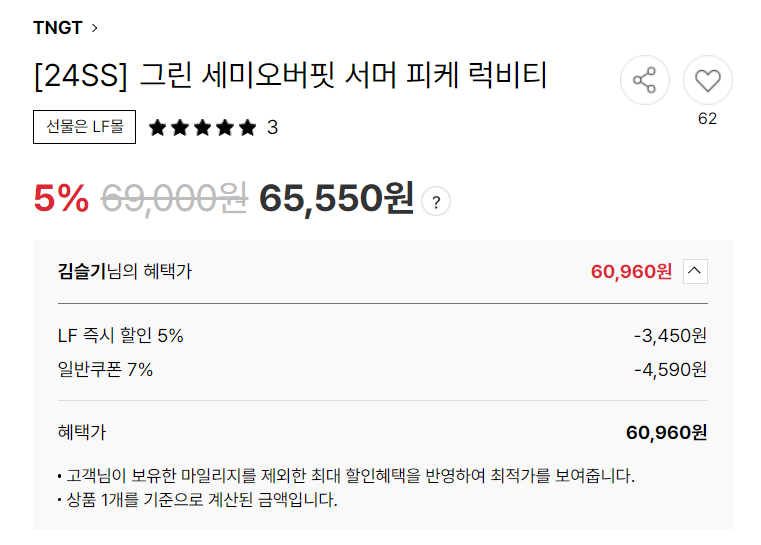 TNGT >
[24SS] 그린 세미오버핏 서머 피케 럭비티
선물은 LF몰 ★★★★★ 3
62
5% 69,000원 65,550원 ?
김슬기님의 혜택가 60,960원
LF 즉시 할인 5% -3,450원
일반쿠폰 7% -4,590원
혜택가 60,960원
• 고객님이 보유한 마일리지를 제외한 최대 할인혜택을 반영하여 최적가를 보여줍니다.
• 상품 1개를 기준으로 계산된 금액입니다.